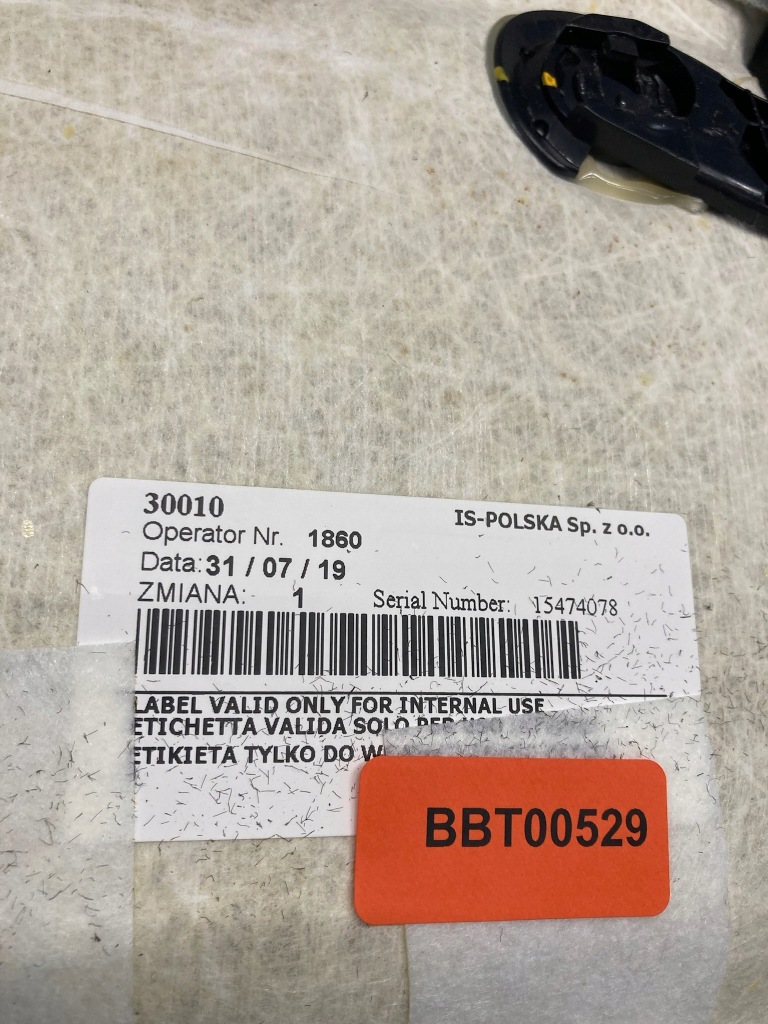 30010
IS-POLSKA Sp. z o.o.
Operator Nr. 1860
Data: 31 / 07 / 19
ZMIANA: 1
Serial Number: 15474078
LABEL VALID ONLY FOR INTERNAL USE
ETICHETTA VALIDA SOLO PER
ETIKIETA TYLKO DO
BBT00529